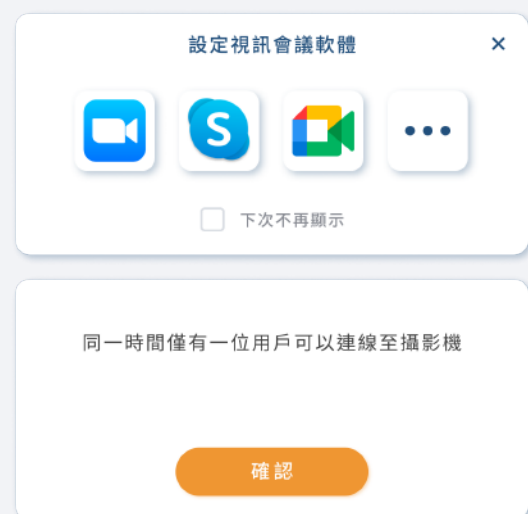 設定視訊會議軟體
S
下次不再顯示
同一時間僅有一位用戶可以連線至攝影機
確認